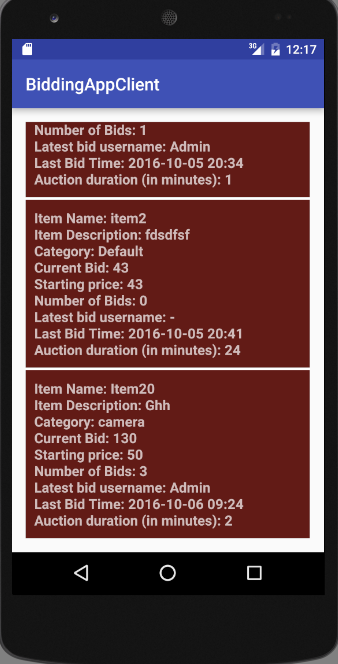 3G 12:17
BiddingAppClient
Number of Bids: 1
Latest bid username: Admin
Last Bid Time: 2016-10-05 20:34
Auction duration (in minutes): 1
Item Name: item2
Item Description: fdsdfsf
Category: Default
Current Bid: 43
Starting price: 43
Number of Bids: 0
Latest bid username: -
Last Bid Time: 2016-10-05 20:41
Auction duration (in minutes): 24
Item Name: Item20
Item Description: Ghh
Category: camera
Current Bid: 130
Starting price: 50
Number of Bids: 3
Latest bid username: Admin
Last Bid Time: 2016-10-06 09:24
Auction duration (in minutes): 2